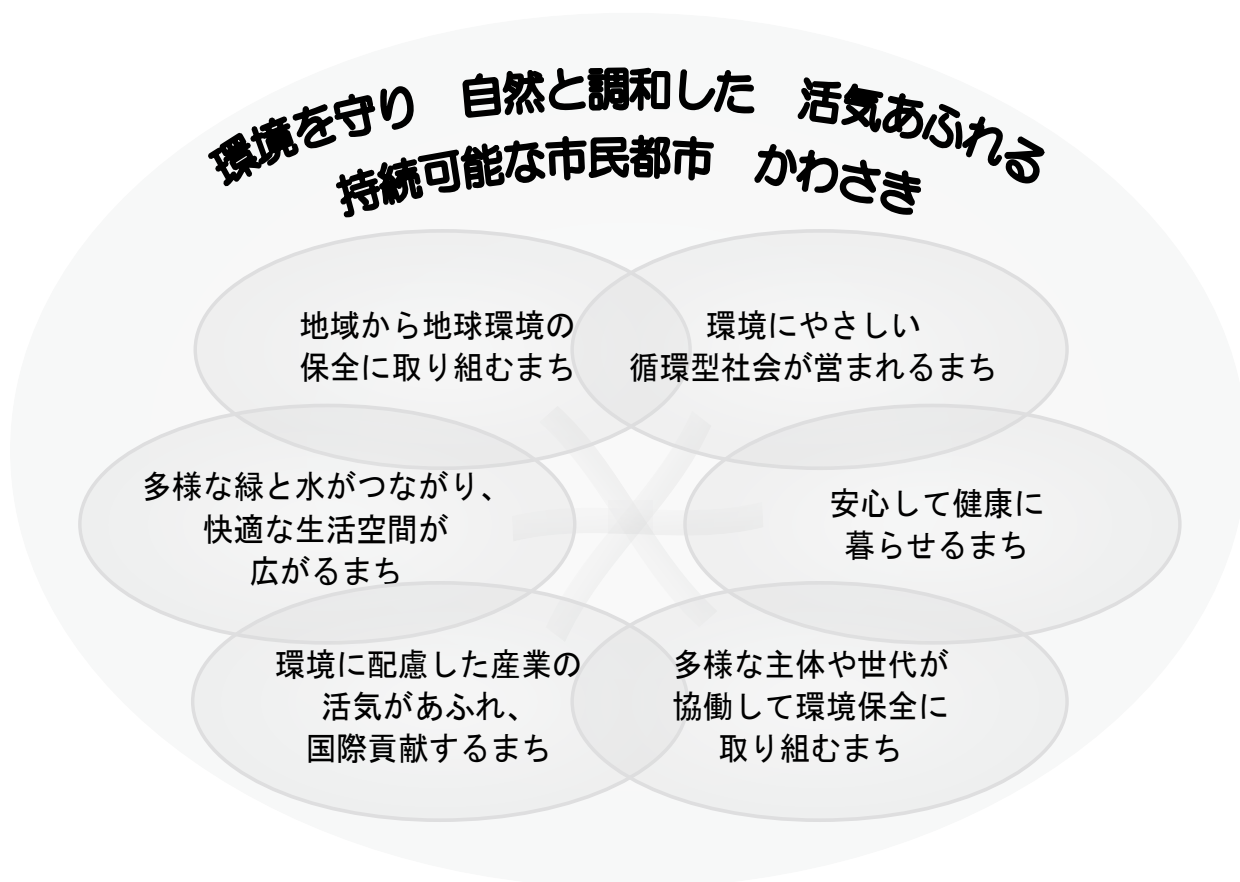 環境を守り　自然と調和した　活気あふれる
持続可能な市民都市　かわさき
地域から地球環境の
保全に取り組むまち
環境にやさしい
循環型社会が営まれるまち
多様な緑と水がつながり、
快適な生活空間が
広がるまち
安心して健康に
暮らせるまち
環境に配慮した産業の
活気があふれ、
国際貢献するまち
多様な主体や世代が
協働して環境保全に
取り組むまち